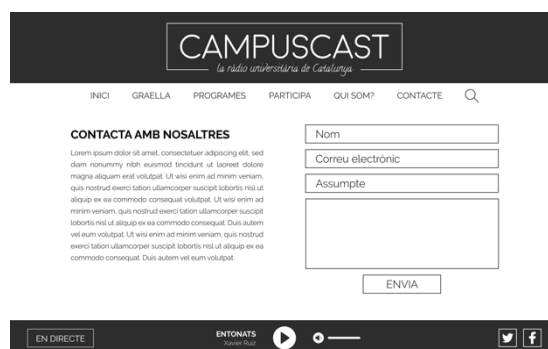 CAMPUSCAST
la ràdio universitària de Catalunya
INICI GRAELLA PROGRAMES PARTICIPA QUI SOM? CONTACTE
CONTACTA AMB NOSALTRES
Lorem ipsum dolor sit amet, consectetuer adipiscing elit, sed
diam nonummy nibh euismod tincidunt ut laoreet dolore
magna aliquam erat volutpat. Ut wisi enim ad minim veniam,
quis nostrud exerci tation ullamcorper suscipit lobortis nisl ut
aliquip ex ea commodo consequat volutpat. Ut wisi enim ad
minim veniam, quis nostrud exerci tation ullamcorper suscipit
lobortis nisl ut aliquip ex ea commodo consequat. Duis autem
vel eum volutpat. Ut wisi enim ad minim veniam, quis nostrud
exerci tation ullamcorper suscipit lobortis nisl ut aliquip ex ea
commodo consequat. Duis autem vel eum volutpat.
Nom
Correu electrònic
Assumpte
ENVIA
EN DIRECTE
ENTONATS
Xavier Ruiz